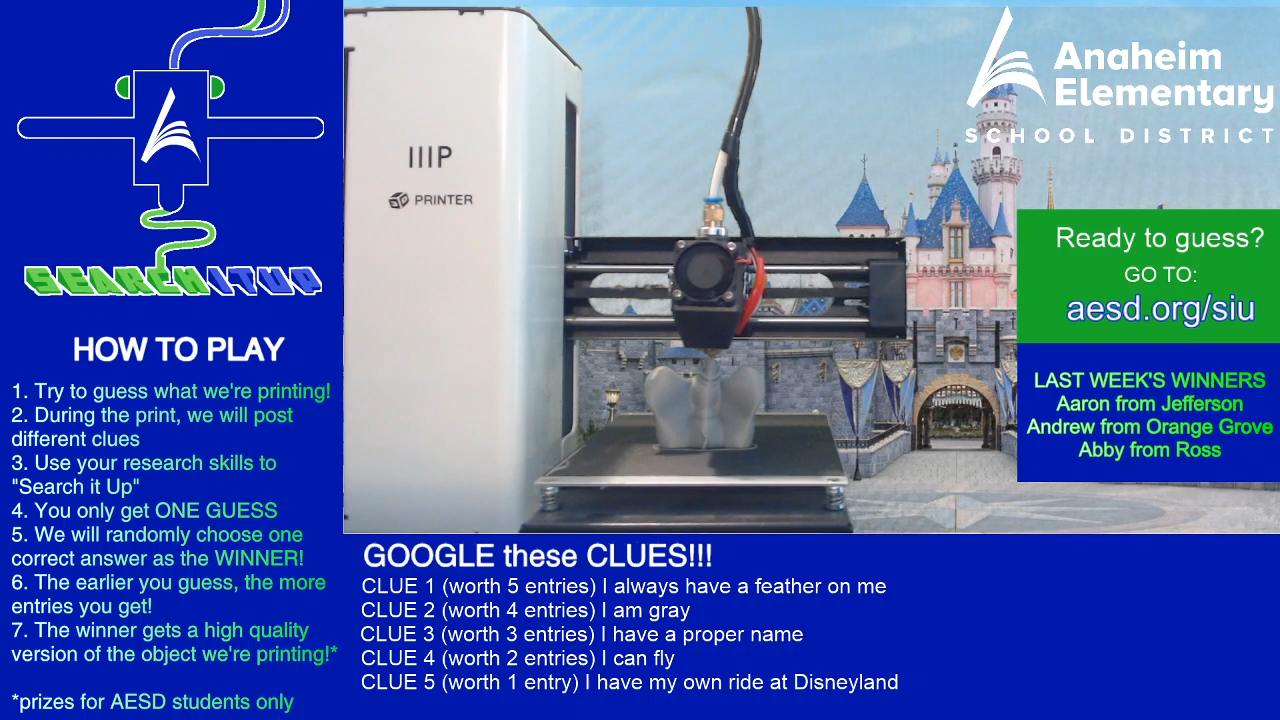 SEARCHITUP
HOW TO PLAY
1. Try to guess what we're printing!
2. During the print, we will post
different clues
3. Use your research skills to
"Search it Up"
4. You only get ONE GUESS
5. We will randomly choose one
correct answer as the WINNER!
6. The earlier you guess, the more
entries you get!
7. The winner gets a high quality
version of the object we're printing!*
*prizes for AESD students only
IIIP
PRINTER
Anaheim
Elementary
SCHOOL DISTRICT
Ready to guess?
GO TO:
aesd.org/siu
LAST WEEK'S WINNERS
Aaron from Jefferson
Andrew from Orange Grove
Abby from Ross
GOOGLE these CLUES!!!
CLUE 1 (worth 5 entries) I always have a feather on me
CLUE 2 (worth 4 entries) I am gray
CLUE 3 (worth 3 entries) I have a proper name
CLUE 4 (worth 2 entries) I can fly
CLUE 5 (worth 1 entry) I have my own ride at Disneyland